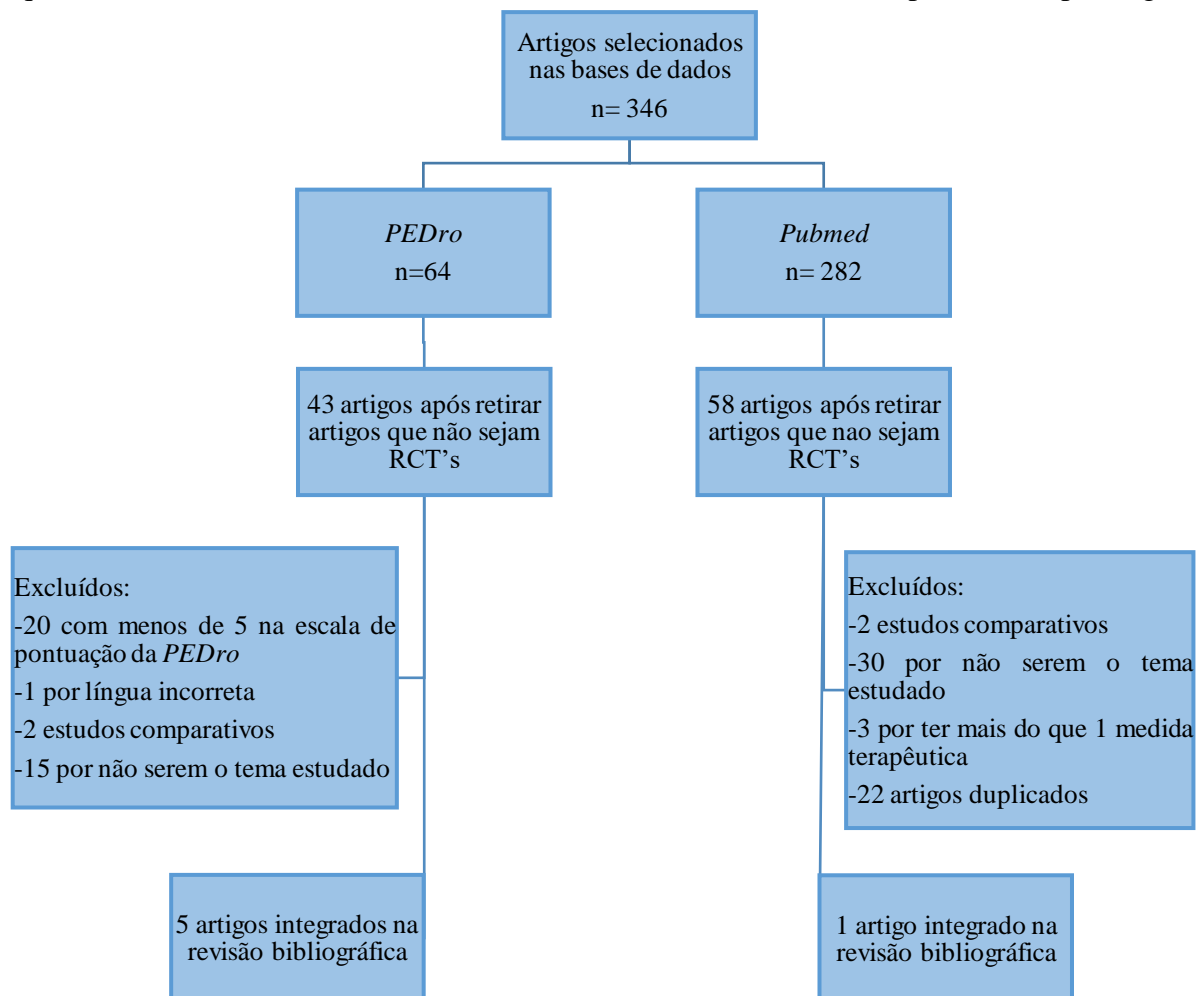 Artigos selecionados
nas bases de dados
n= 346
PEDro
n=64
Pubmed
n= 282
43 artigos após retirar
artigos que não sejam
RCT’s
58 artigos após retirar
artigos que nao sejam
RCT’s
Excluídos:
-20 com menos de 5 na escala de
pontuação da PEDro
-1 por língua incorreta
-2 estudos comparativos
-15 por não serem o tema estudado
Excluídos:
-2 estudos comparativos
-30 por não serem o tema
estudado
-3 por ter mais do que 1 medida
terapêutica
-22 artigos duplicados
5 artigos integrados na
revisão bibliográfica
1 artigo integrado na
revisão bibliográfica